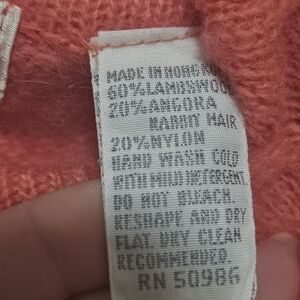 MADE IN HONG KO
60% LAMBSWOO
20% ANGORA
RABBIT HAIR
20% NYLON
HAND WASH COLD
WITH MILD DETERGENT.
DO NOT BLEACH.
RESHAPE AND DRY
FLAT. DRY CLEAN
RECOMMENDED.
RN 50986